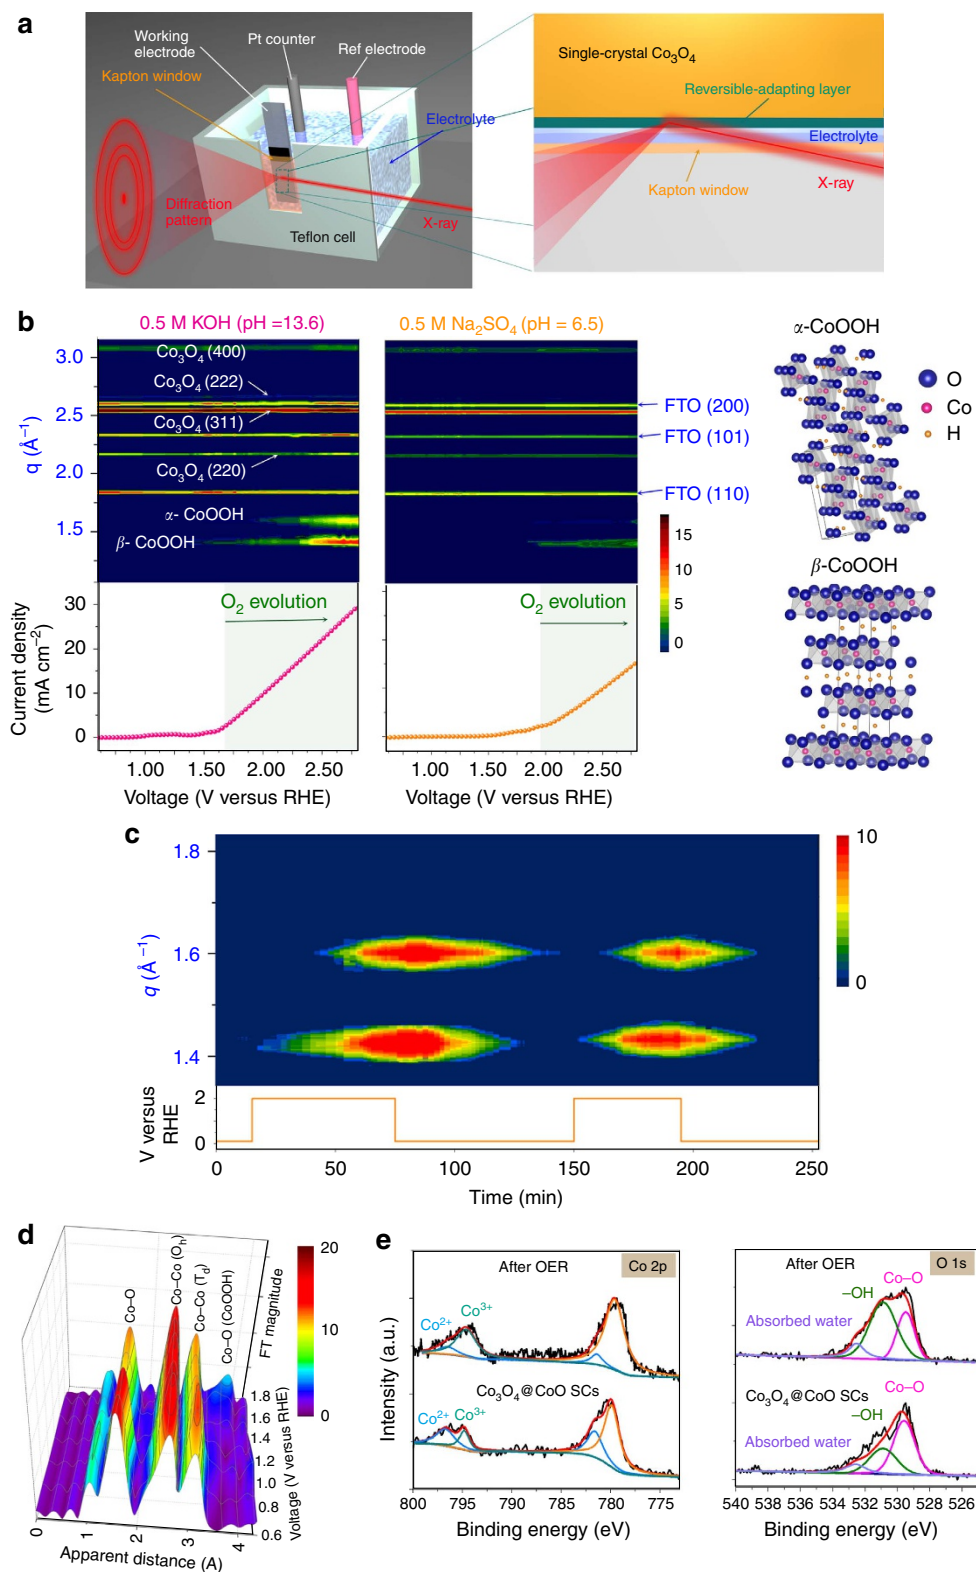 a
Working
electrode
Pt counter
Ref electrode
Kapton window
Electrolyte
Diffraction
pattern
X-ray
Teflon cell
Single-crystal Co₃O₄
Reversible-adapting layer
Electrolyte
Kapton window
X-ray
b
0.5 M KOH (pH =13.6)
0.5 M Na₂SO₄ (pH = 6.5)
q (Å⁻¹)
3.0
2.5
2.0
1.5
Co₃O₄ (400)
Co₃O₄ (222)
Co₃O₄ (311)
Co₃O₄ (220)
α- CoOOH
β- CoOOH
FTO (200)
FTO (101)
FTO (110)
15
10
5
0
Current density
(mA cm⁻²)
30
20
10
0
O₂ evolution
O₂ evolution
1.00 1.50 2.00 2.50
1.00 1.50 2.00 2.50
Voltage (V versus RHE)
Voltage (V versus RHE)
α-CoOOH
O
Co
H
β-CoOOH
c
q (Å⁻¹)
1.8
1.6
1.4
10
0
V versus
RHE
2
0
0 50 100 150 200 250
Time (min)
d
Co–O
Co–Co (Oₕ)
Co–Co (T_d)
Co–O (CoOOH)
FT magnitude
20
10
0
1.8
1.6
1.4
1.2
1.0
0.8
0.6
Voltage (V versus RHE)
0 1 2 3 4
Apparent distance (A)
e
Intensity (a.u.)
After OER
Co 2p
Co²⁺
Co³⁺
Co₃O₄@CoO SCs
Co²⁺
Co³⁺
800 795 790 785 780 775
Binding energy (eV)
After OER
O 1s
Co–O
–OH
Absorbed water
Co₃O₄@CoO SCs
Co–O
–OH
Absorbed water
540 538 536 534 532 530 528 526
Binding energy (eV)